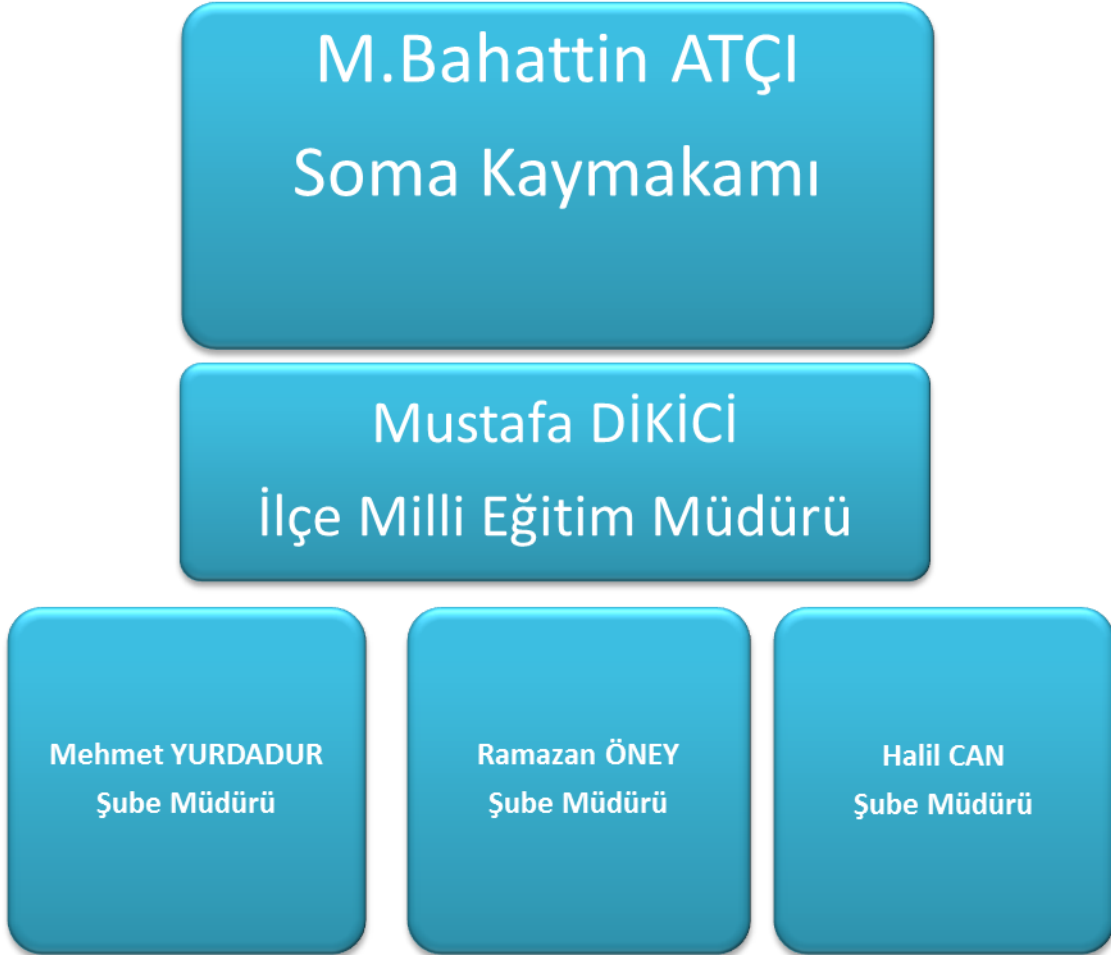 M.Bahattin ATÇI
Soma Kaymakamı
Mustafa DİKİCİ
İlçe Milli Eğitim Müdürü
Mehmet YURDADUR
Şube Müdürü
Ramazan ÖNEY
Şube Müdürü
Halil CAN
Şube Müdürü